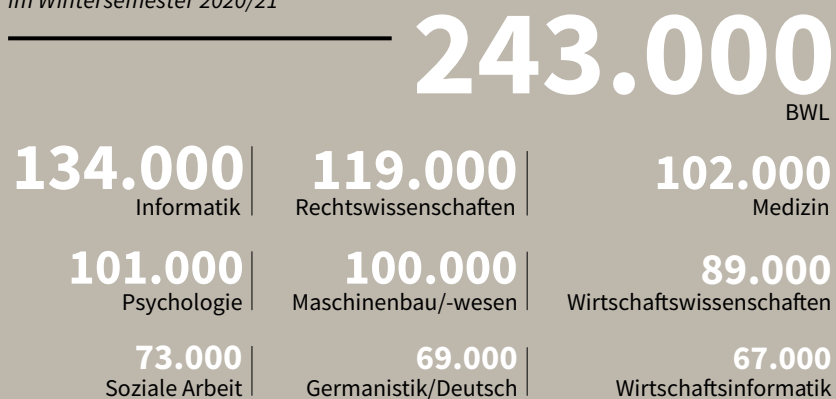 im Wintersemester 2020/21
243.000
BWL
134.000
Informatik
119.000
Rechtswissenschaften
102.000
Medizin
101.000
Psychologie
100.000
Maschinenbau/-wesen
89.000
Wirtschaftswissenschaften
73.000
Soziale Arbeit
69.000
Germanistik/Deutsch
67.000
Wirtschaftsinformatik